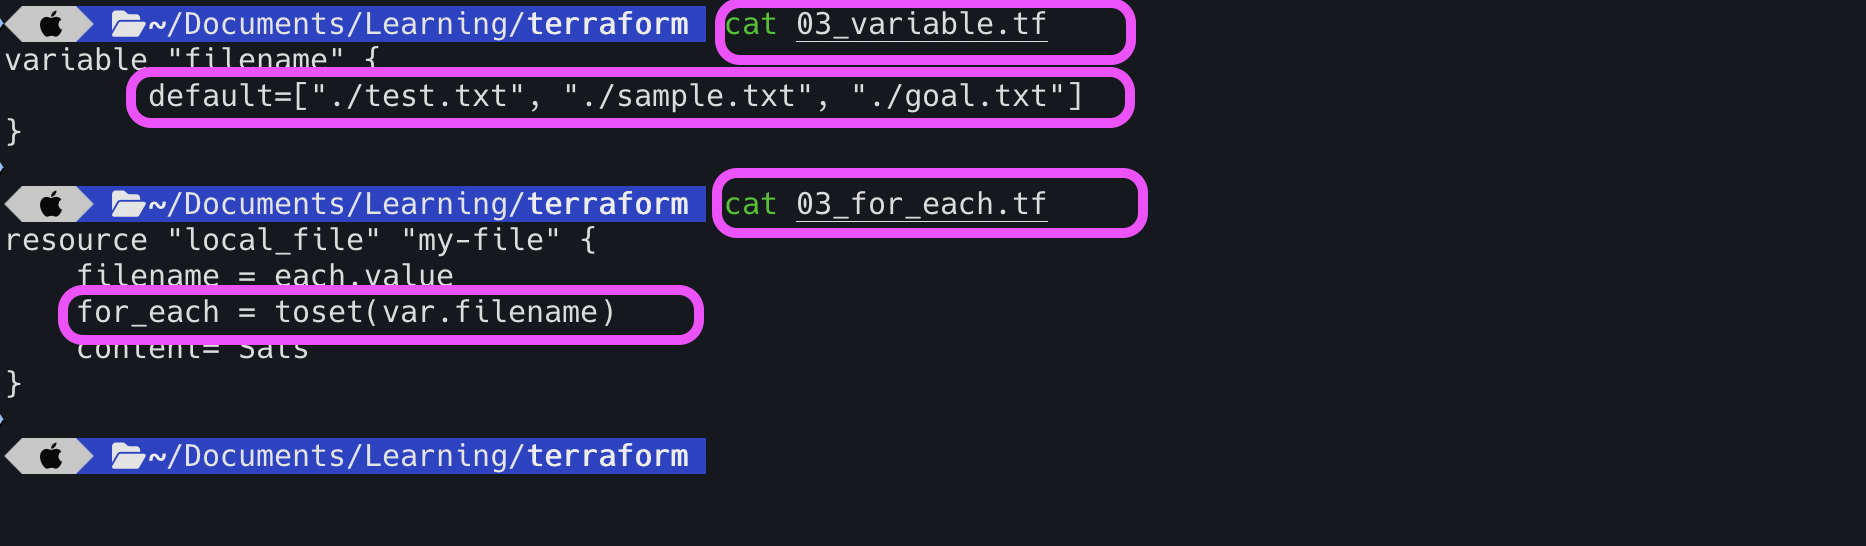 ~/Documents/Learning/terraform cat 03_variable.tf
variable "filename" {
default=["./test.txt", "./sample.txt", "./goal.txt"]
}
~/Documents/Learning/terraform cat 03_for_each.tf
resource "local_file" "my-file" {
filename = each.value
for_each = toset(var.filename)
content= Sats
}
~/Documents/Learning/terraform